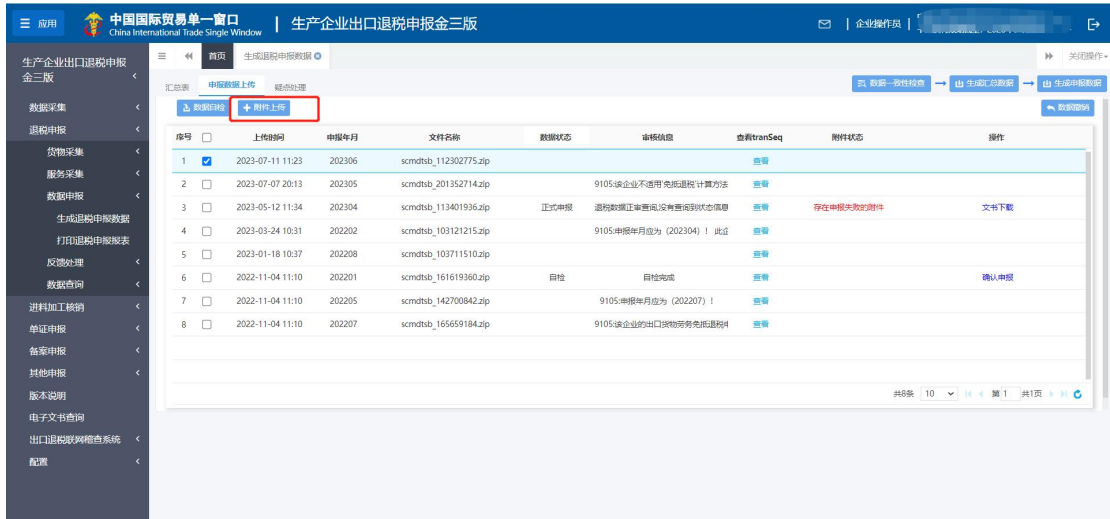 应用
中国国际贸易单一窗口
China International Trade Single Window
生产企业出口退税申报金三版
企业操作员
生产企业出口退税申报金三版
首页
生成退税申报数据
关闭操作
汇总表
申报数据上传
疑点处理
数据一致性检查
生成汇总数据
生成申报数据
数据自检
附件上传
数据撤销
序号 上传时间 申报年月 文件名称 数据状态 审核信息 查看tranSeq 附件状态 操作
1 2023-07-11 11:23 202306 scmdtsb_112302775.zip 查看
2 2023-07-07 20:13 202305 scmdtsb_201352714.zip 9105:该企业不适用'免抵退税'计算方法 查看
3 2023-05-12 11:34 202304 scmdtsb_113401936.zip 正式申报 退税数据正审查阅,没有查阅到状态信息 查看 存在申报失败的附件 文书下载
4 2023-03-24 10:31 202202 scmdtsb_103121215.zip 9105:申报年月应为（202304）！ 此企 查看
5 2023-01-18 10:37 202208 scmdtsb_103711510.zip 查看
6 2022-11-04 11:10 202201 scmdtsb_161619360.zip 自检 自检完成 查看 确认申报
7 2022-11-04 11:10 202205 scmdtsb_142700842.zip 9105:申报年月应为（202207）！ 查看
8 2022-11-04 11:10 202207 scmdtsb_165659184.zip 9105:该企业的出口货物劳务免抵退税 查看
共8条 10 第 1 共1页
数据采集
退税申报
货物采集
服务采集
数据申报
生成退税申报数据
打印退税申报报表
反馈处理
数据查询
进料加工核销
单证申报
备案申报
其他申报
版本说明
电子文书查询
出口退税联网稽查系统
配置